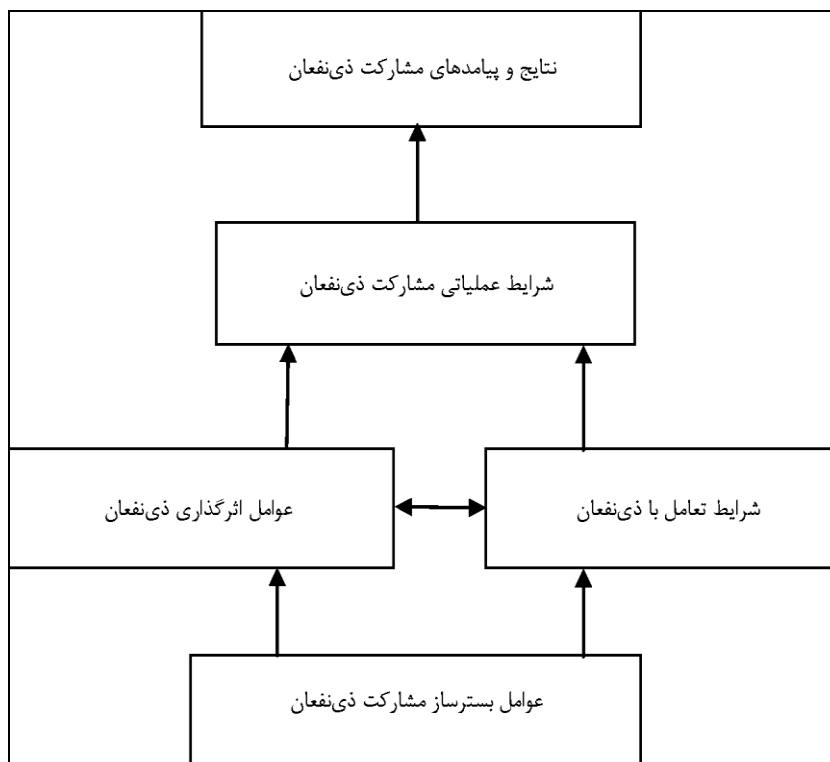 نتایج و پیامدهای مشارکت ذی‌نفعان
شرایط عملیاتی مشارکت ذی‌نفعان
شرایط تعامل با ذی‌نفعان
عوامل اثرگذاری ذی‌نفعان
عوامل بسترساز مشارکت ذی‌نفعان